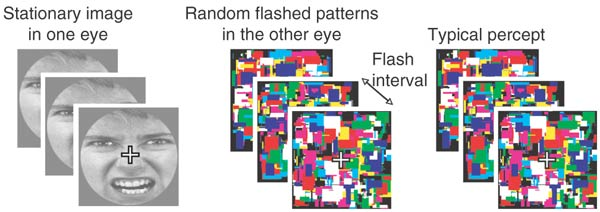 Stationary image
in one eye
Random flashed patterns
in the other eye
Flash
interval
Typical percept